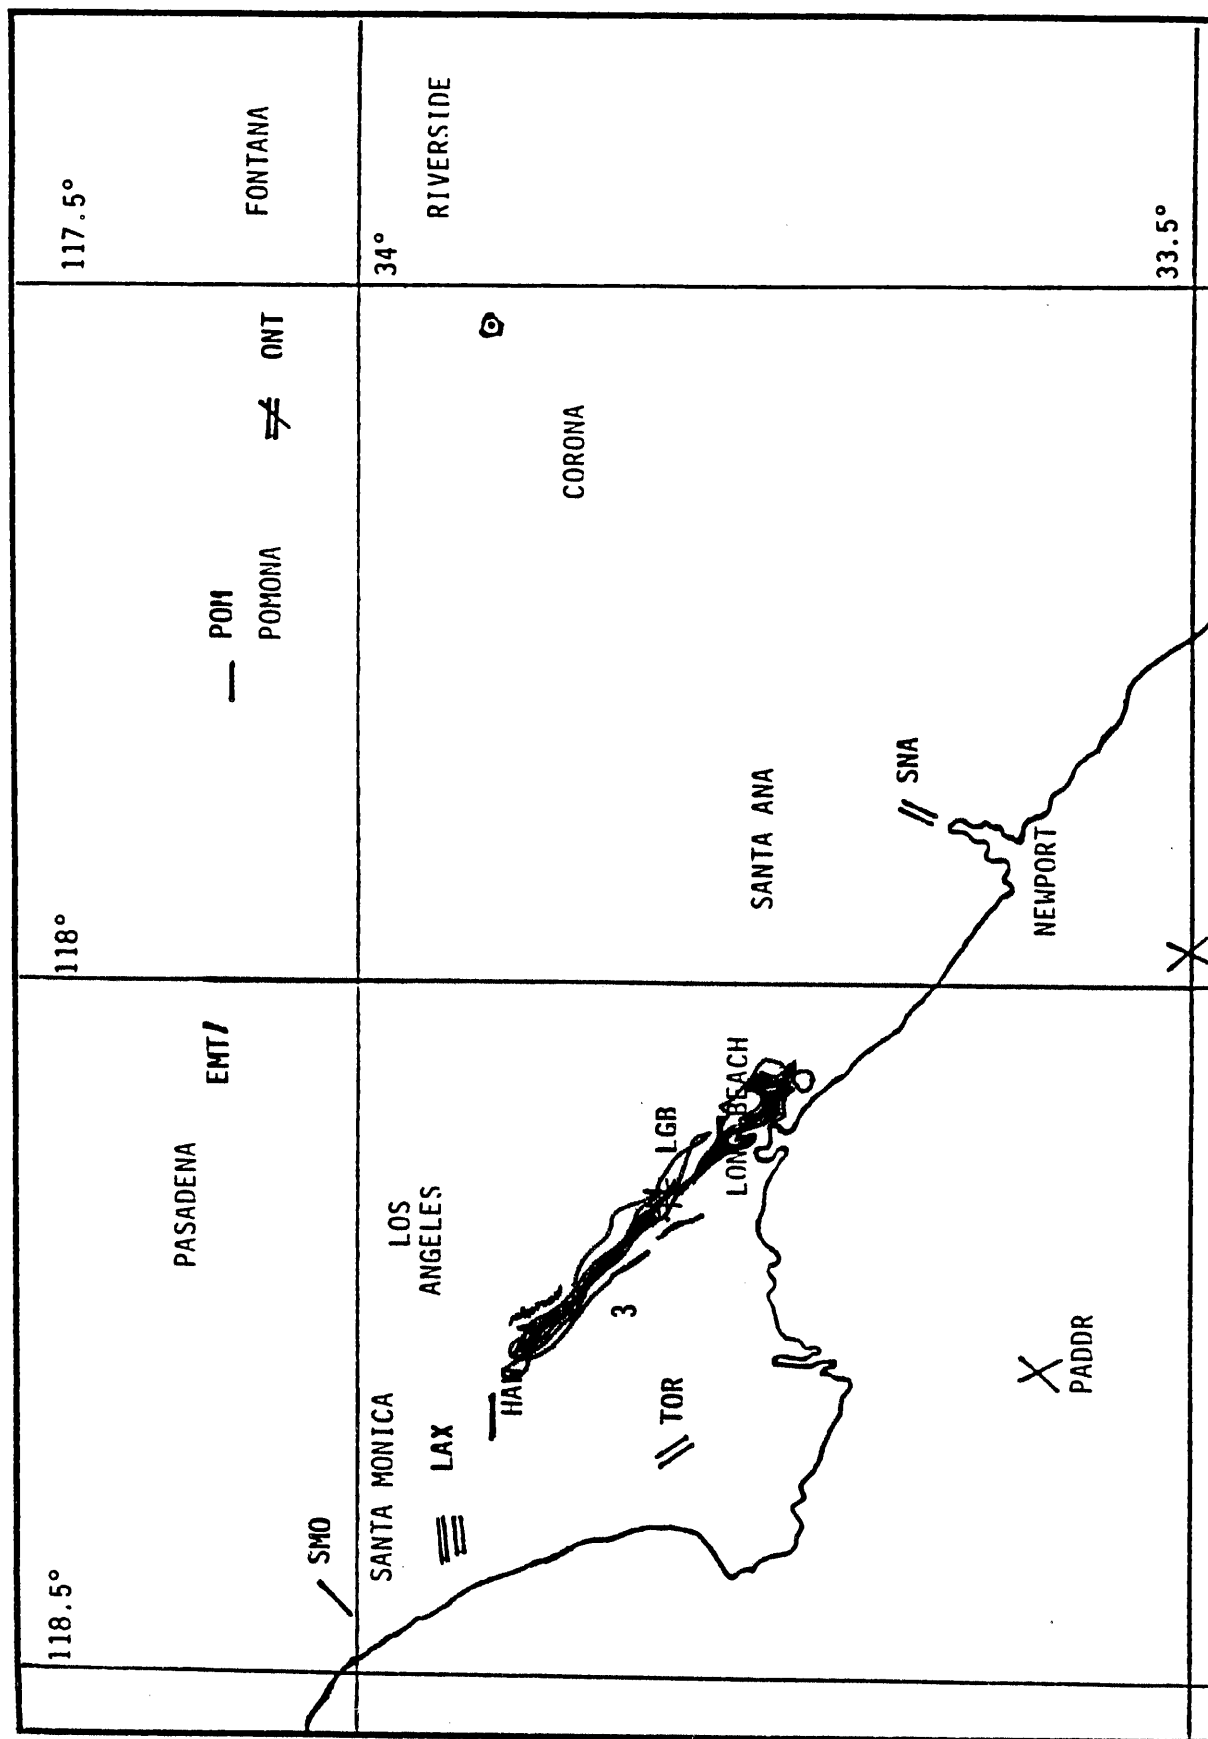 118.5°
118°
117.5°
SMO
PASADENA
EMT
POM
POMONA
ONT
FONTANA
SANTA MONICA
34°
LAX
LOS
ANGELES
RIVERSIDE
3
CORONA
TOR
LGB
LONG BEACH
SANTA ANA
SNA
NEWPORT
PADDR
33.5°